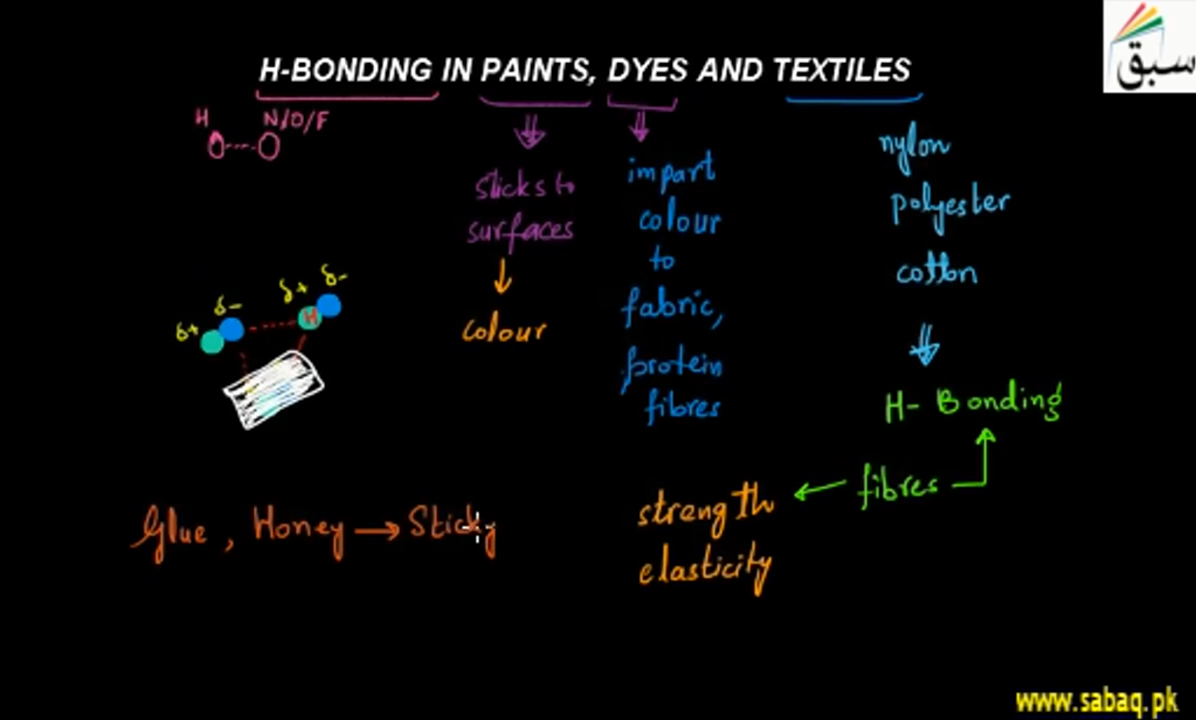 سبق
H-BONDING IN PAINTS, DYES AND TEXTILES
H N/O/F
sticks to
surfaces
colour
impart
colour
to
fabric,
protein
fibres
nylon
polyester
cotton
H- Bonding
fibres
strength
elasticity
δ+ δ- δ+ δ-
H
Glue, Honey → Sticky
www.sabaq.pk